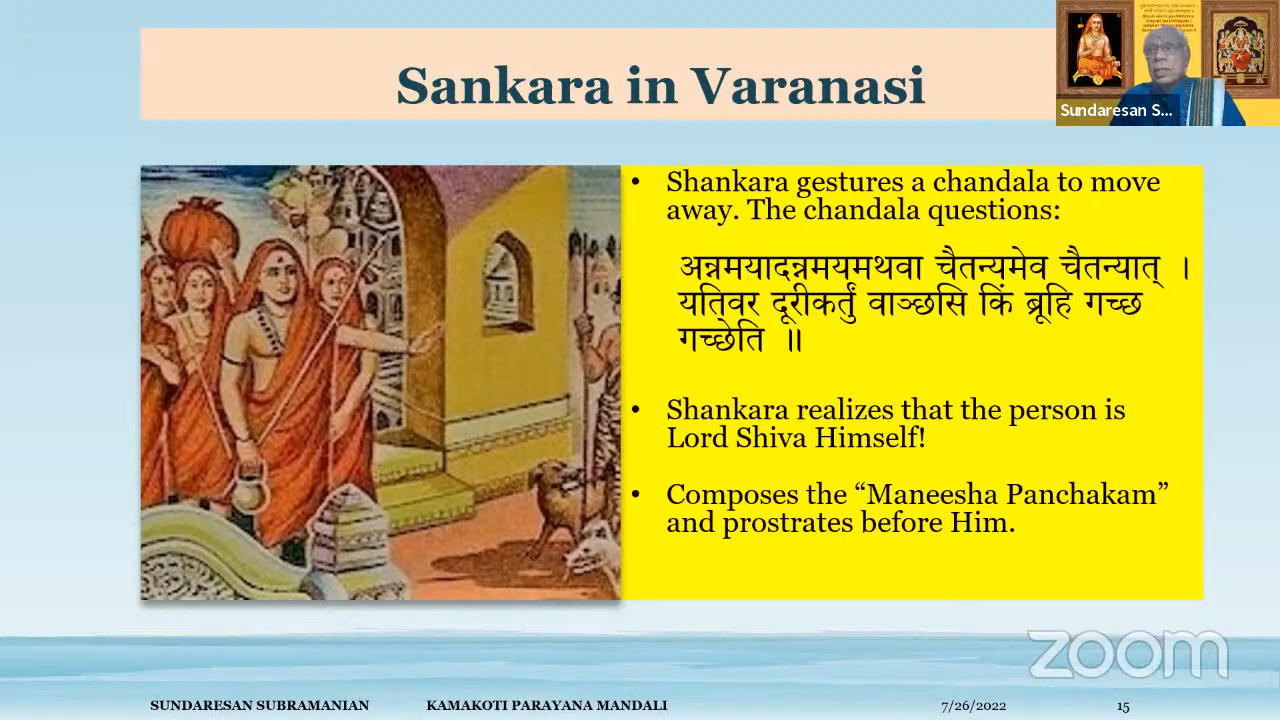 Sankara in Varanasi
Sundaresan S...
• Shankara gestures a chandala to move
away. The chandala questions:
अन्नमयादन्नमयमथवा चैतन्यमेव चैतन्यात् ।
यतिवर दूरीकर्तुं वाञ्छसि किं ब्रूहि गच्छ
गच्छेति ॥
• Shankara realizes that the person is
Lord Shiva Himself!
• Composes the “Maneesha Panchakam”
and prostrates before Him.
zoom
SUNDARESAN SUBRAMANIAN KAMAKOTI PARAYANA MANDALI 7/26/2022 15